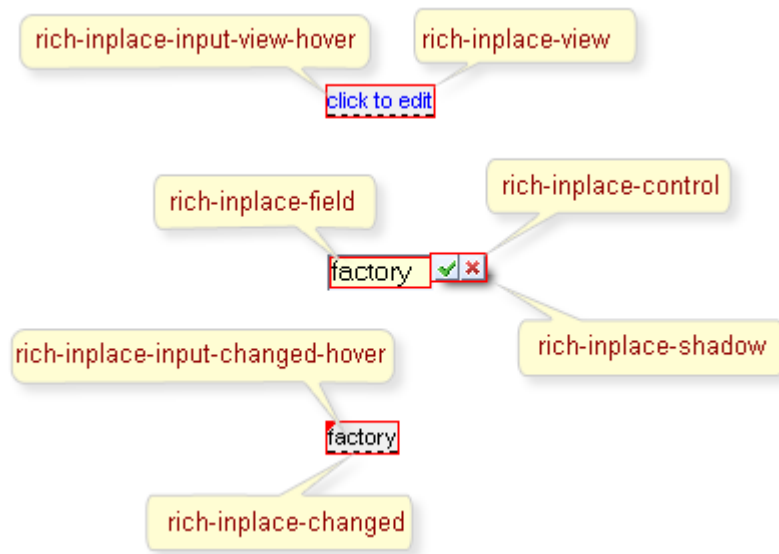 rich-inplace-input-view-hover
rich-inplace-view
click to edit
rich-inplace-field
rich-inplace-control
factory
rich-inplace-shadow
rich-inplace-input-changed-hover
factory
rich-inplace-changed